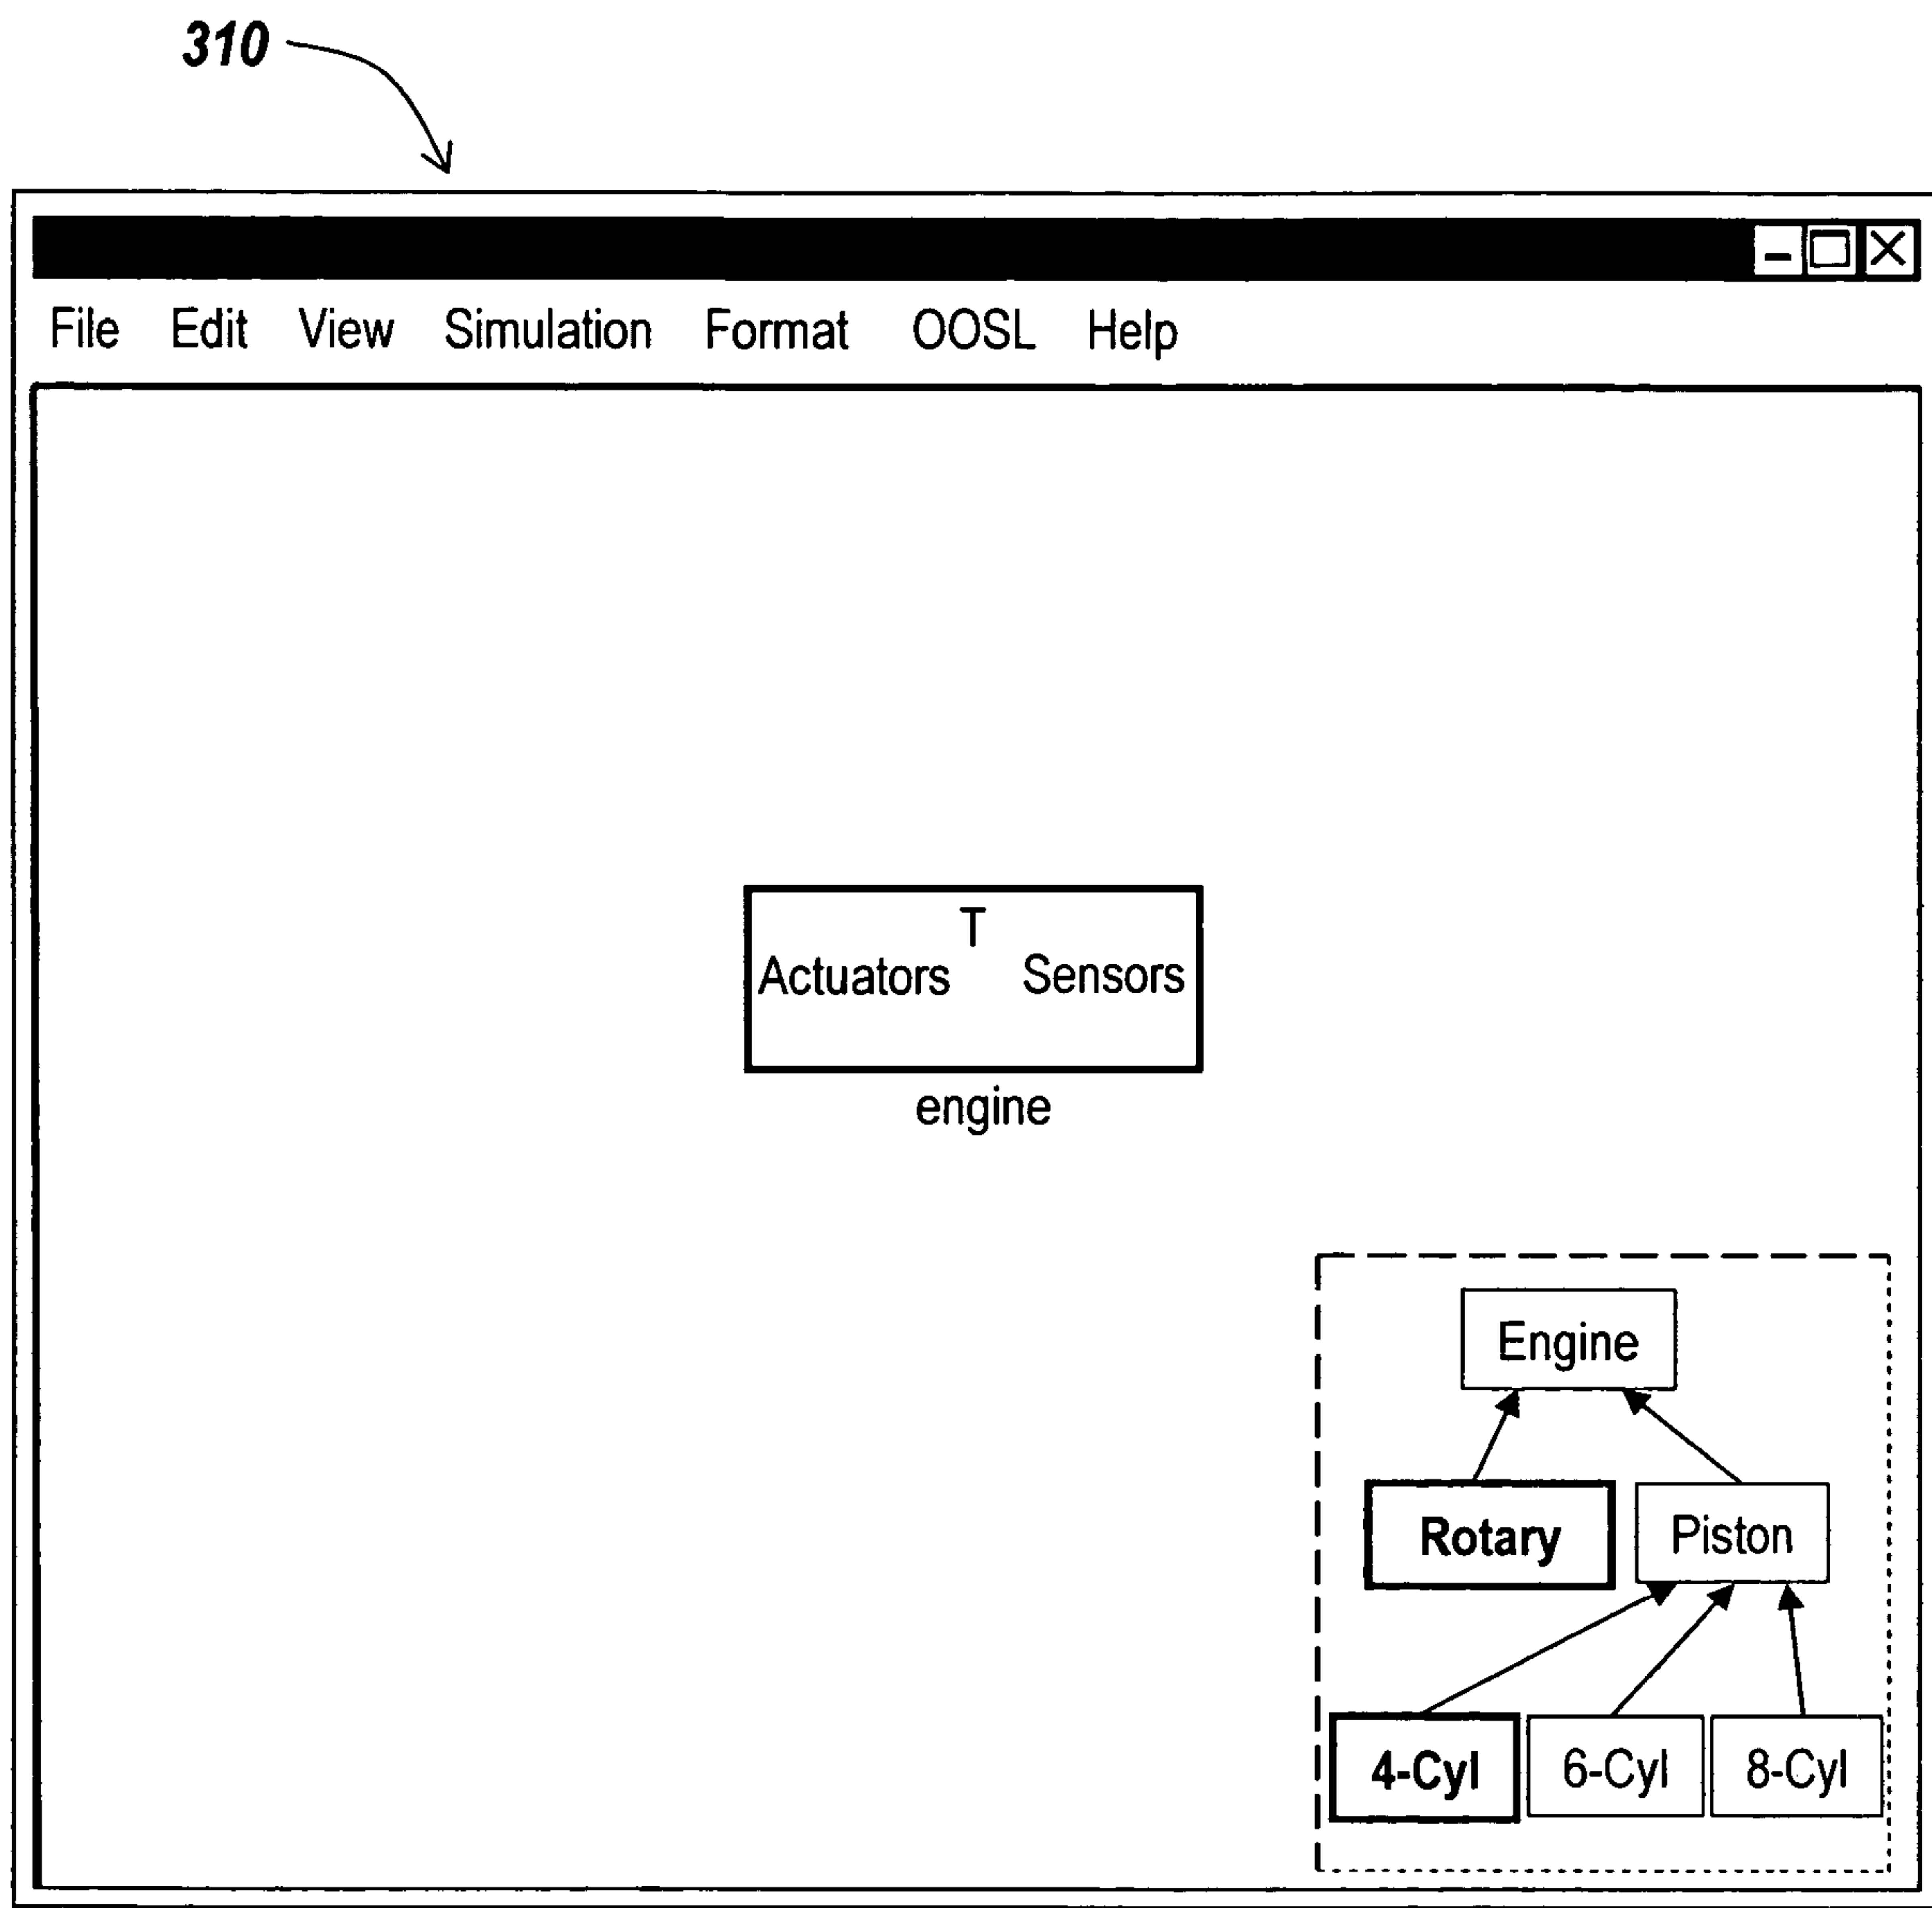 310
File Edit View Simulation Format OOSL Help
T
Actuators Sensors
engine
Engine
Rotary Piston
4-Cyl 6-Cyl 8-Cyl